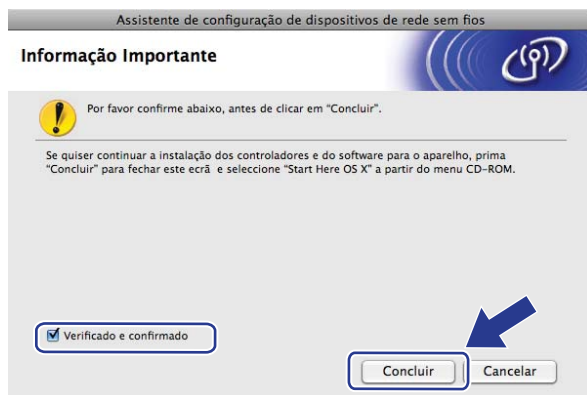 Assistente de configuração de dispositivos de rede sem fios
Informação Importante
Por favor confirme abaixo, antes de clicar em "Concluir".
Se quiser continuar a instalação dos controladores e do software para o aparelho, prima
"Concluir" para fechar este ecrã e seleccione "Start Here OS X" a partir do menu CD-ROM.
Verificado e confirmado
Concluir Cancelar